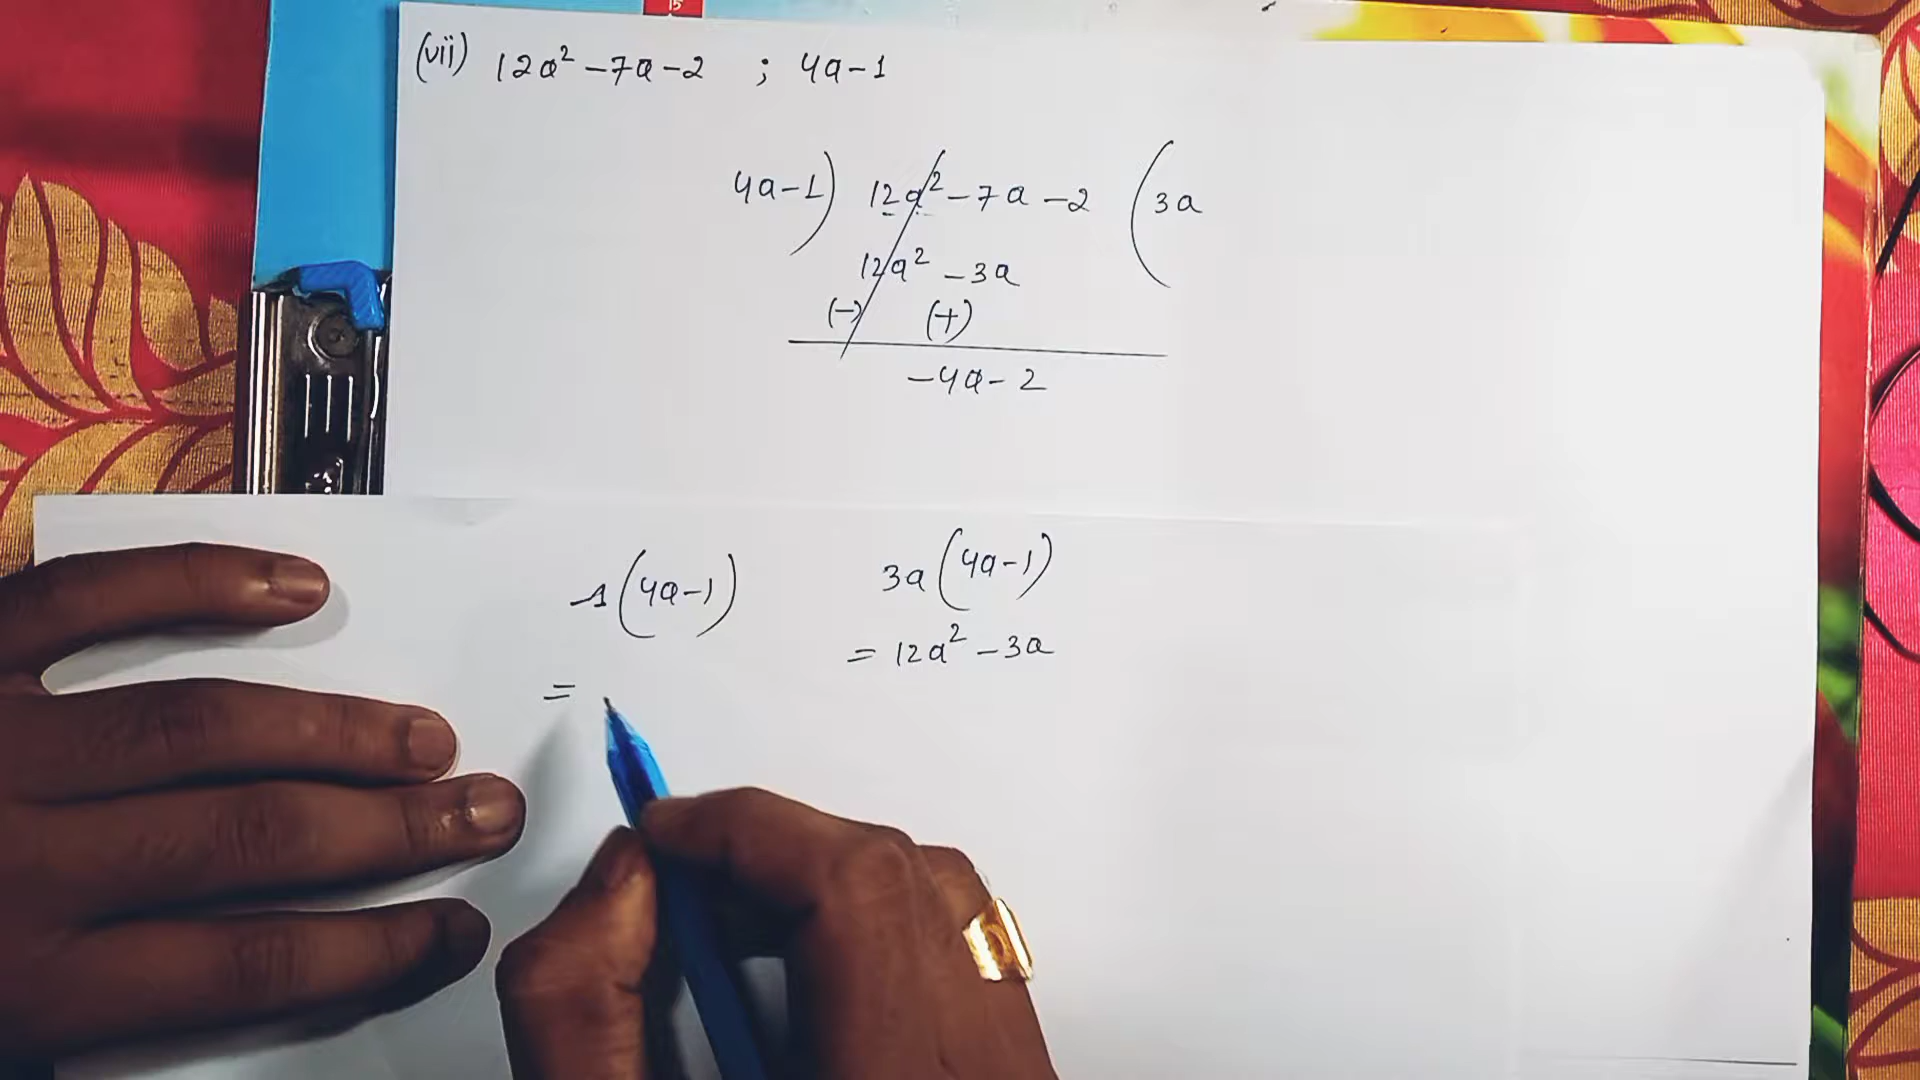 15
(vii) 12a² - 7a - 2 ; 4a - 1
4a - 1) 12a² - 7a - 2 (3a
12a² - 3a
(-) (+)
-4a - 2
-1(4a - 1)
=
3a(4a - 1)
= 12a² - 3a